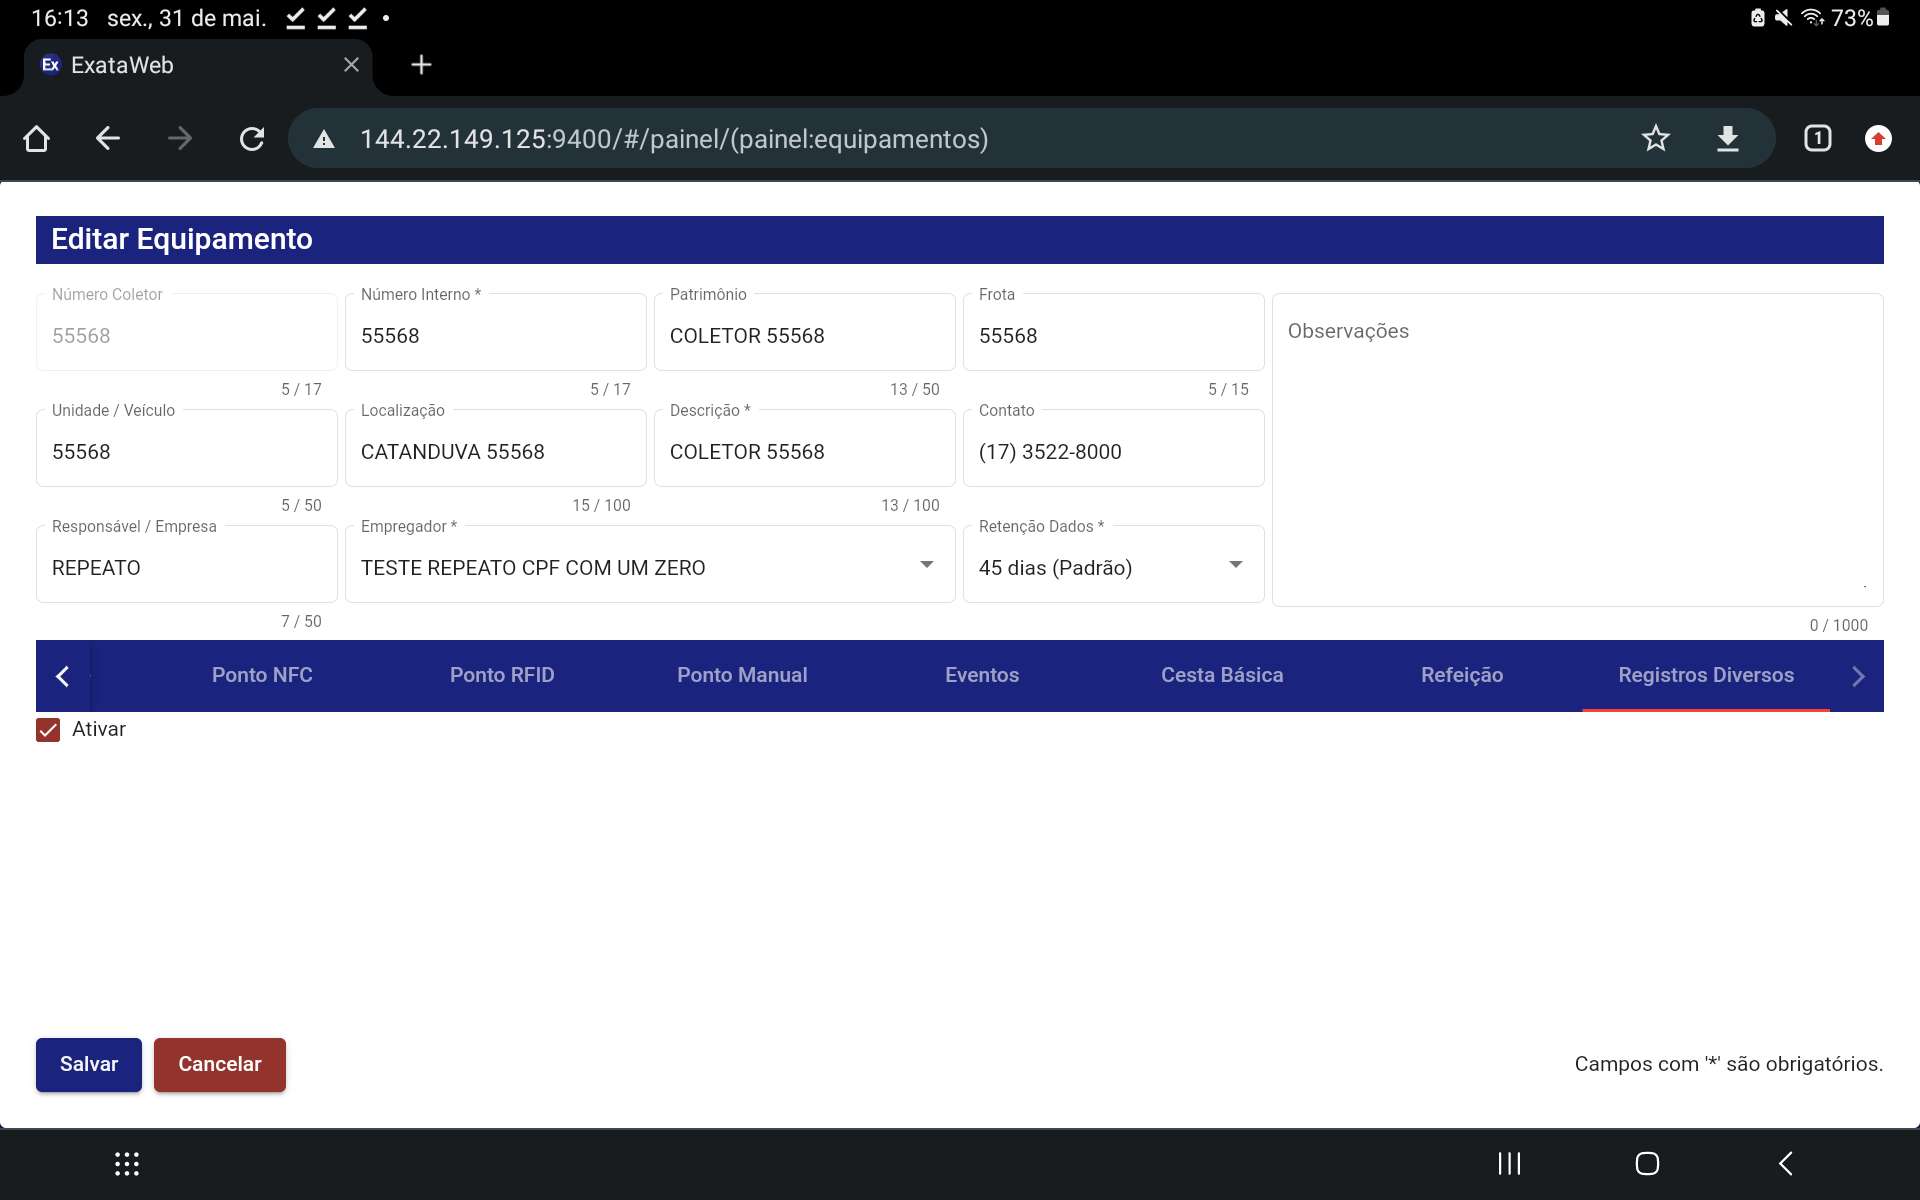 16:13 sex., 31 de mai.
73%
Ex ExataWeb
144.22.149.125:9400/#/painel/(painel:equipamentos)
1
Editar Equipamento
Número Coletor
55568
5 / 17
Número Interno *
55568
5 / 17
Patrimônio
COLETOR 55568
13 / 50
Frota
55568
5 / 15
Observações
0 / 1000
Unidade / Veículo
55568
5 / 50
Localização
CATANDUVA 55568
15 / 100
Descrição *
COLETOR 55568
13 / 100
Contato
(17) 3522-8000
Responsável / Empresa
REPEATO
7 / 50
Empregador *
TESTE REPEATO CPF COM UM ZERO
Retenção Dados *
45 dias (Padrão)
Ponto NFC Ponto RFID Ponto Manual Eventos Cesta Básica Refeição Registros Diversos
Ativar
Salvar Cancelar
Campos com '*' são obrigatórios.